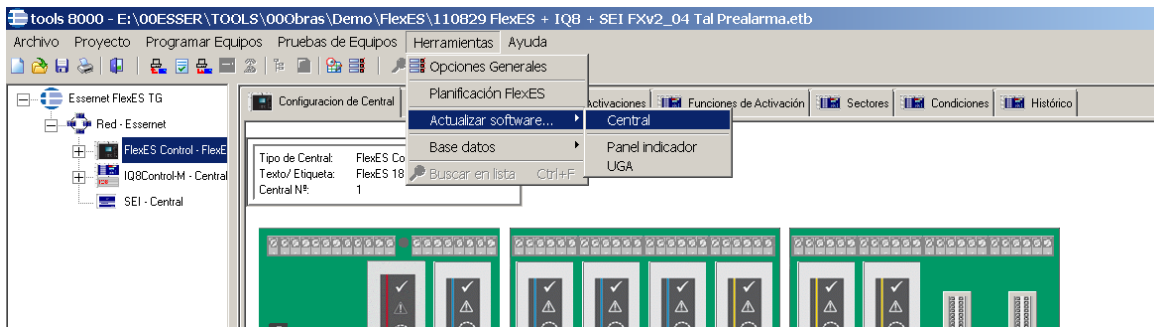 tools 8000 - E:\00ESSER\TOOLS\00Obras\Demo\FlexES\110829 FlexES + IQ8 + SEI FXv2_04 Tal Prealarma.etb
Archivo Proyecto Programar Equipos Pruebas de Equipos Herramientas Ayuda
Opciones Generales
Planificación FlexES
Actualizar software...
Central
Base datos
Panel indicador
Buscar en lista Ctrl+F
UGA
Essernet FlexES TG
Red - Essernet
FlexES Control - FlexE
IQ8Control-M - Central
SEI - Central
Configuracion de Central
Activaciones
Funciones de Activación
Sectores
Condiciones
Histórico
Tipo de Central: FlexES Co
Texto/ Etiqueta: FlexES 18
Central Nº: 1